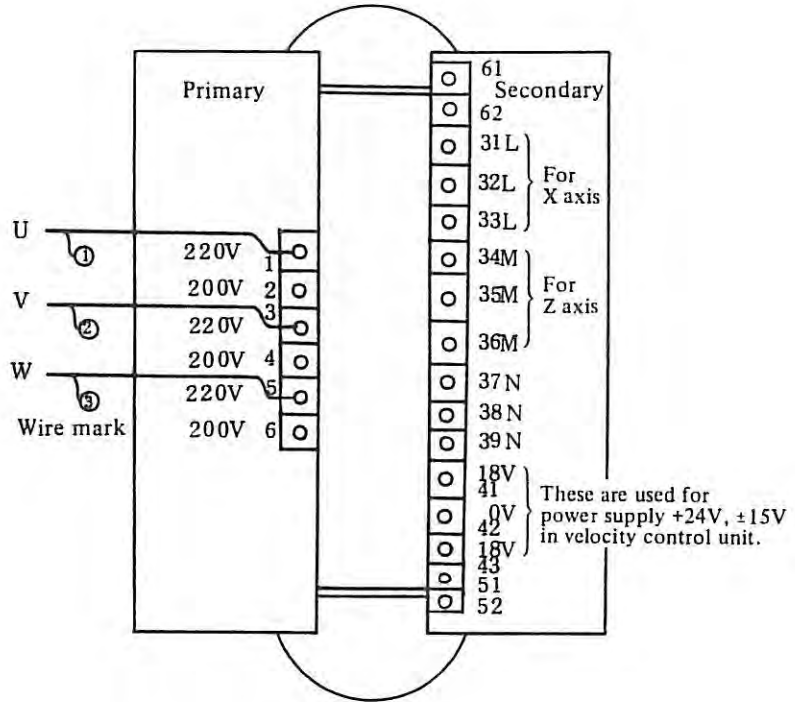 Primary
Secondary
U
①
220V 1
200V 2
V
②
220V 3
200V 4
W
③
220V 5
Wire mark
200V 6
61
62
31L
32L
33L
For
X axis
34M
35M
36M
For
Z axis
37N
38N
39N
18V
41
0V
42
18V
43
These are used for
power supply +24V, ±15V
in velocity control unit.
51
52